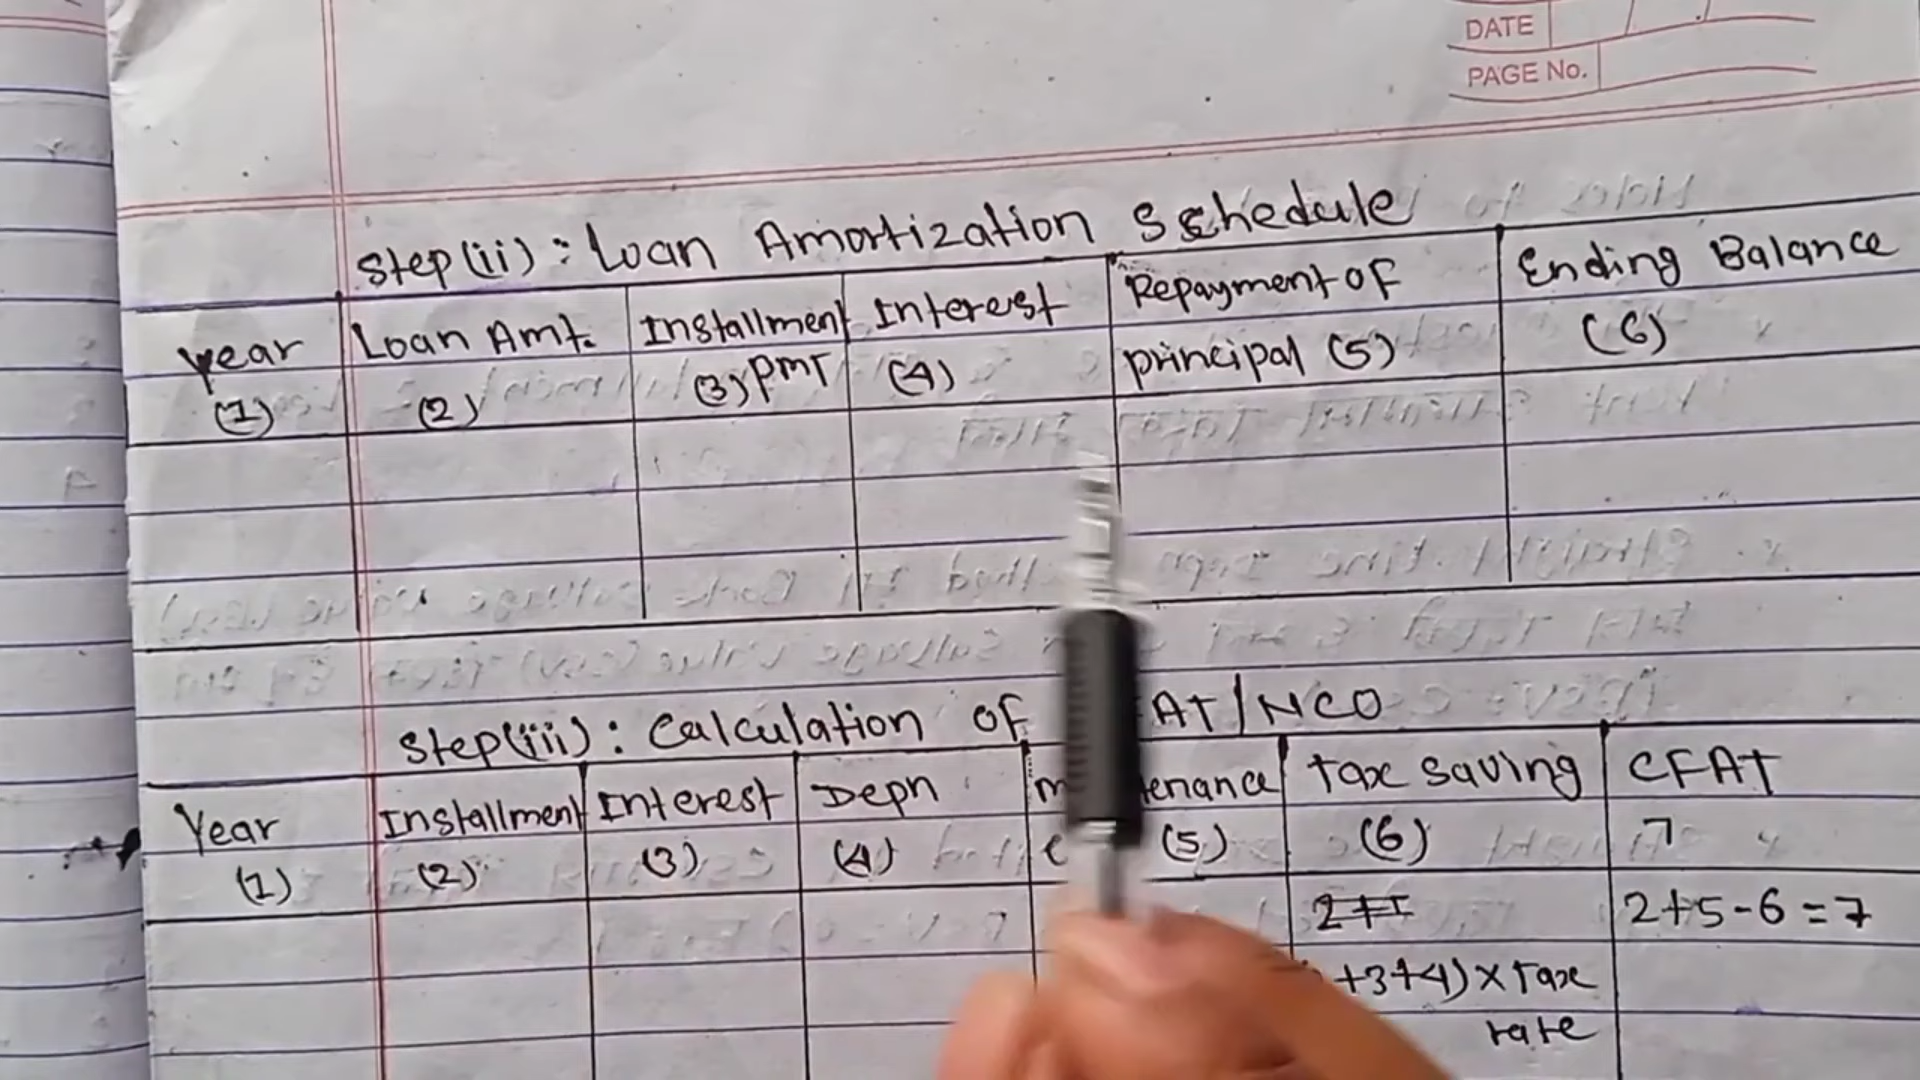 DATE
PAGE No.
Step(ii): Loan Amortization Schedule
Year (1) Loan Amt. (2) Installment (3) PMT Interest (4) Repayment of principal (5) Ending Balance (6)
Step(iii): Calculation of AT/NCO
Year (1) Installment (2) Interest (3) Depn (4) (5) Tax saving (6) CFAT 7
2+5-6=7
+3+4)xTax
rate